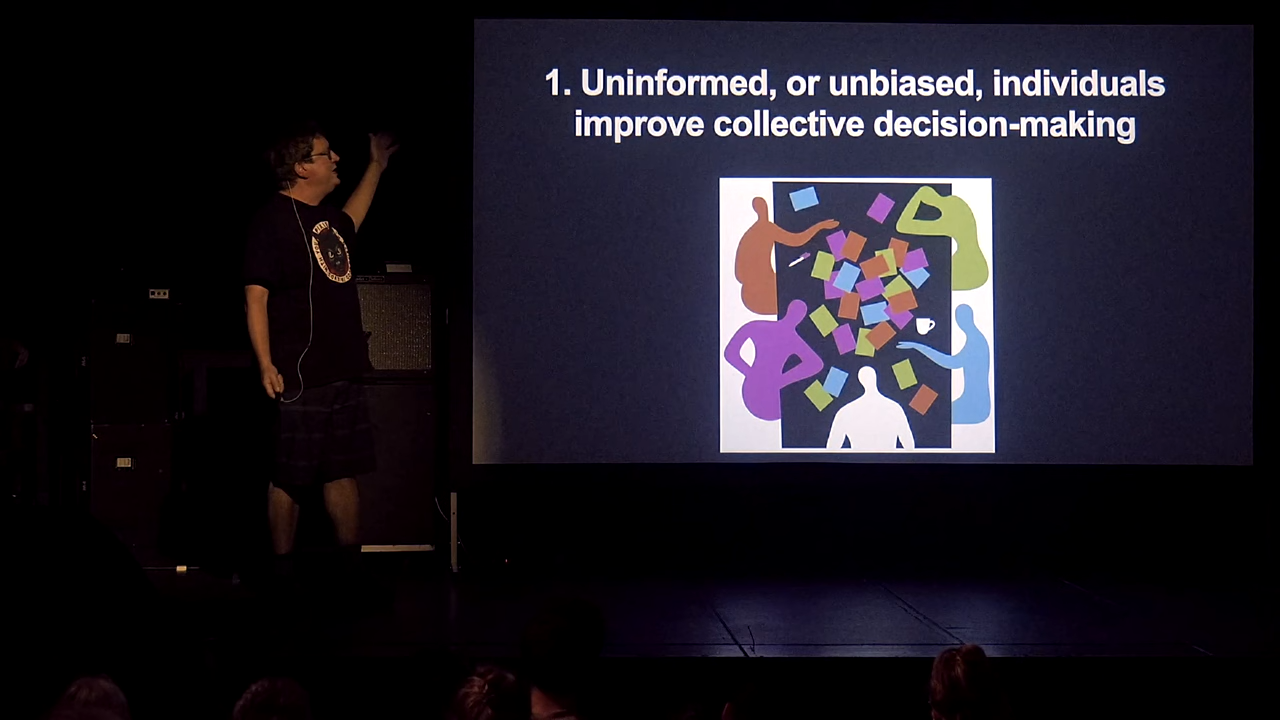 1. Uninformed, or unbiased, individuals
improve collective decision-making